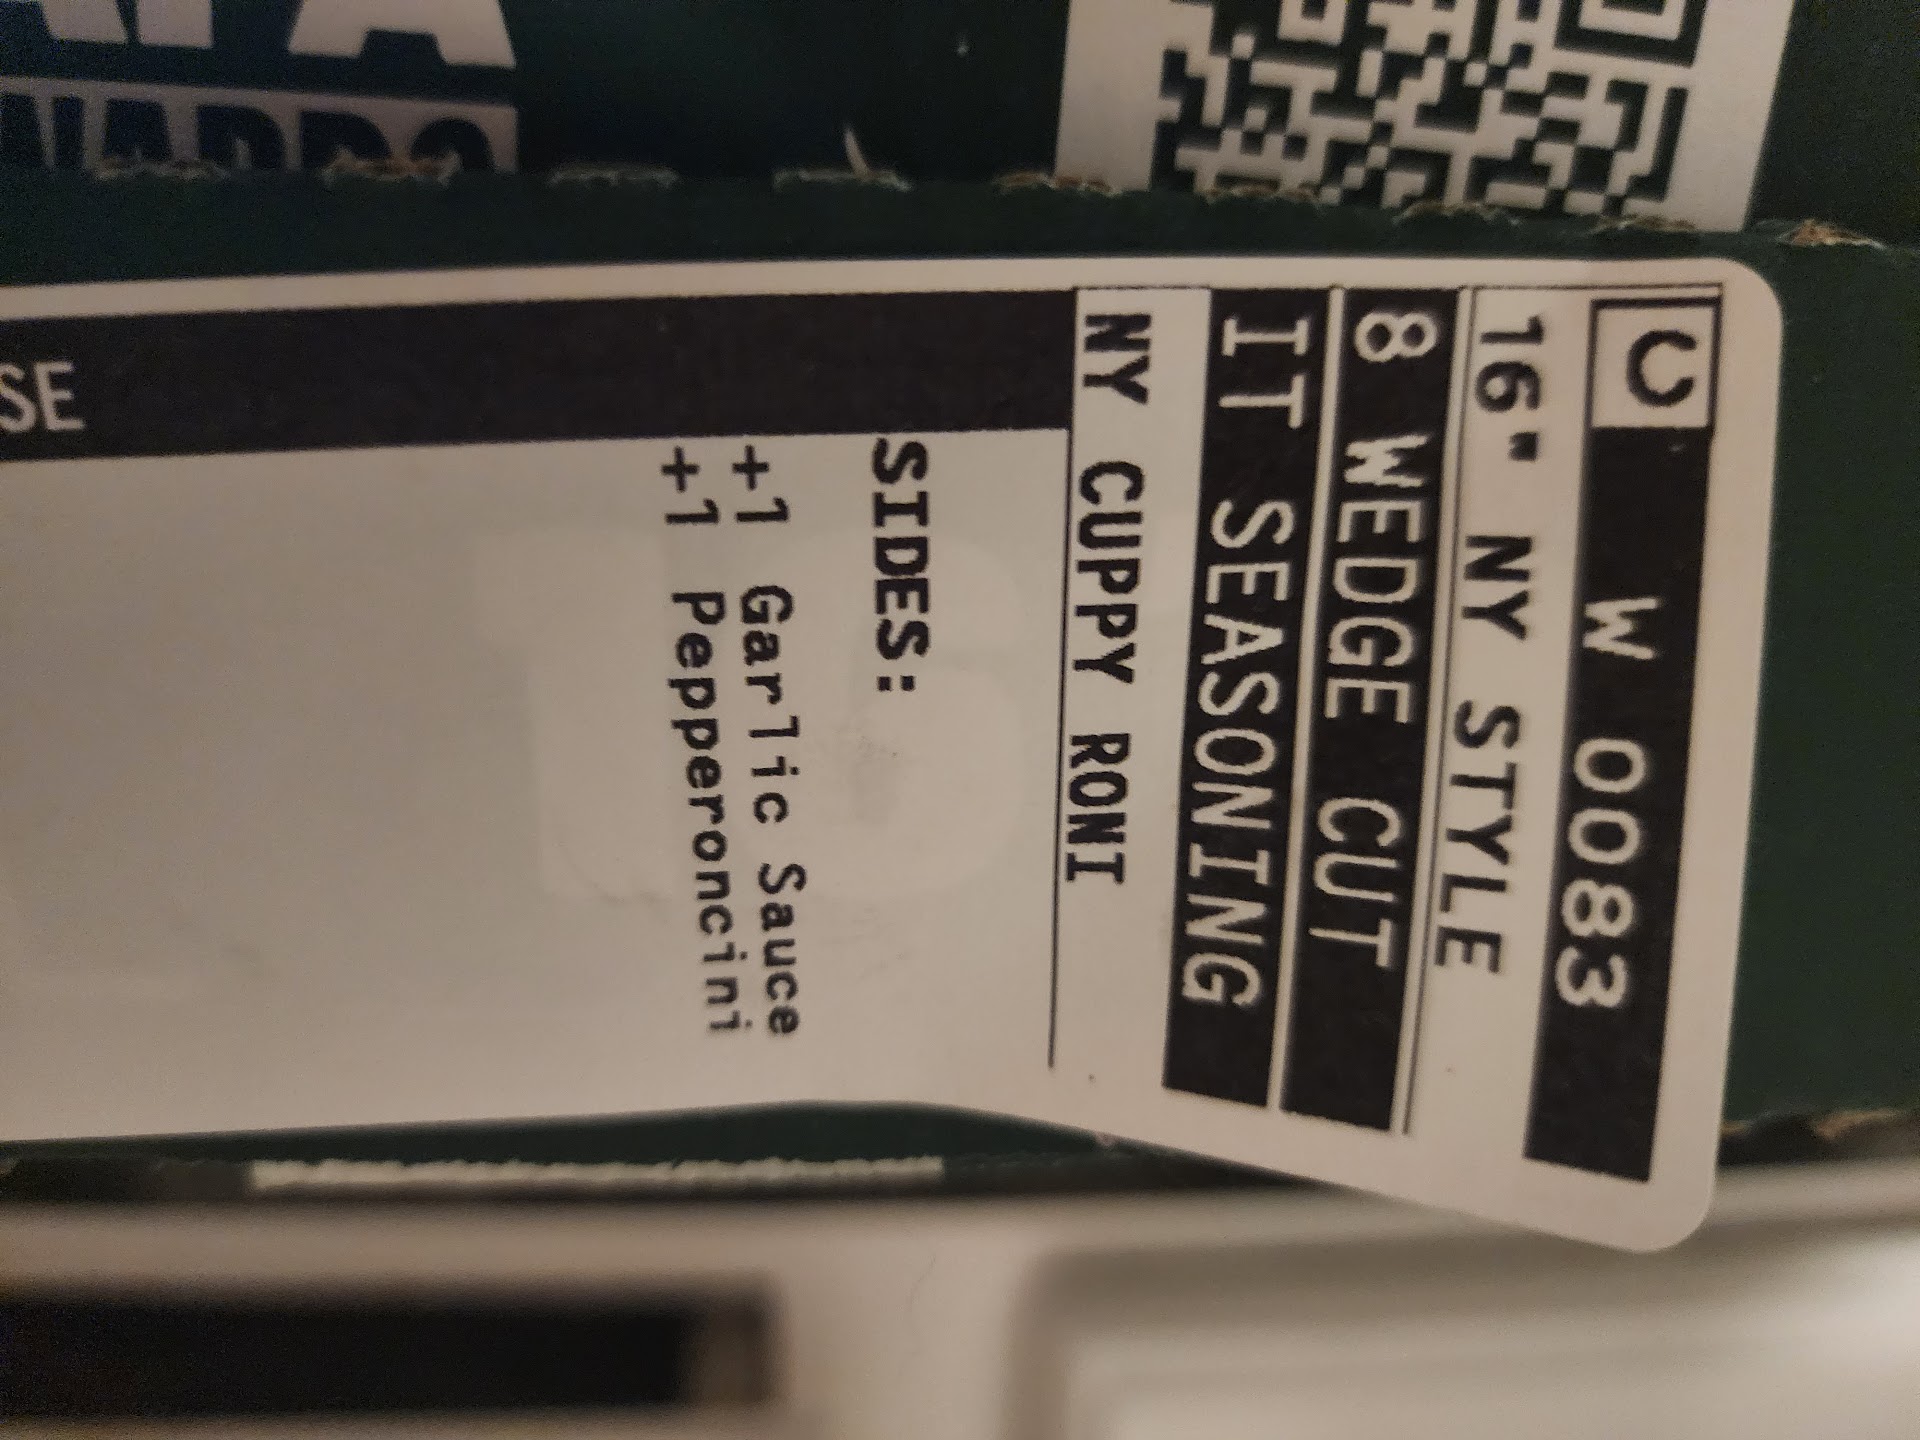 C W 0083
16" NY STYLE
8 WEDGE CUT
IT SEASONING
NY CUPPY RONI
SIDES:
+1 Garlic Sauce
+1 Pepperoncini
SE